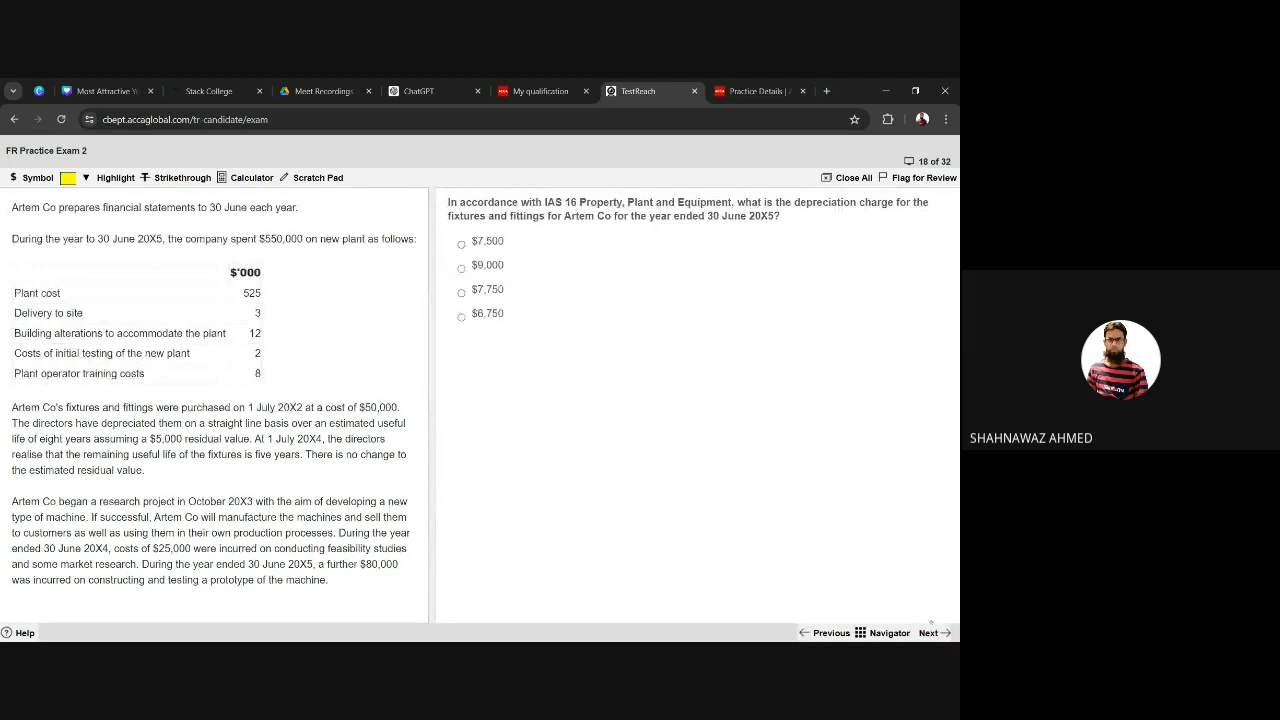 Most Attractive Yo
Stack College
Meet Recordings
ChatGPT
My qualification
TestReach
Practice Details | A
cbept.accaglobal.com/tr-candidate/exam
FR Practice Exam 2
18 of 32
$ Symbol Highlight Strikethrough Calculator Scratch Pad Close All Flag for Review
Artem Co prepares financial statements to 30 June each year.
During the year to 30 June 20X5, the company spent $550,000 on new plant as follows:
$'000
Plant cost 525
Delivery to site 3
Building alterations to accommodate the plant 12
Costs of initial testing of the new plant 2
Plant operator training costs 8
Artem Co's fixtures and fittings were purchased on 1 July 20X2 at a cost of $50,000.
The directors have depreciated them on a straight line basis over an estimated useful
life of eight years assuming a $5,000 residual value. At 1 July 20X4, the directors
realise that the remaining useful life of the fixtures is five years. There is no change to
the estimated residual value.
Artem Co began a research project in October 20X3 with the aim of developing a new
type of machine. If successful, Artem Co will manufacture the machines and sell them
to customers as well as using them in their own production processes. During the year
ended 30 June 20X4, costs of $25,000 were incurred on conducting feasibility studies
and some market research. During the year ended 30 June 20X5, a further $80,000
was incurred on constructing and testing a prototype of the machine.
In accordance with IAS 16 Property, Plant and Equipment, what is the depreciation charge for the
fixtures and fittings for Artem Co for the year ended 30 June 20X5?
$7,500
$9,000
$7,750
$6,750
Help
Previous Navigator Next
SHAHNAWAZ AHMED